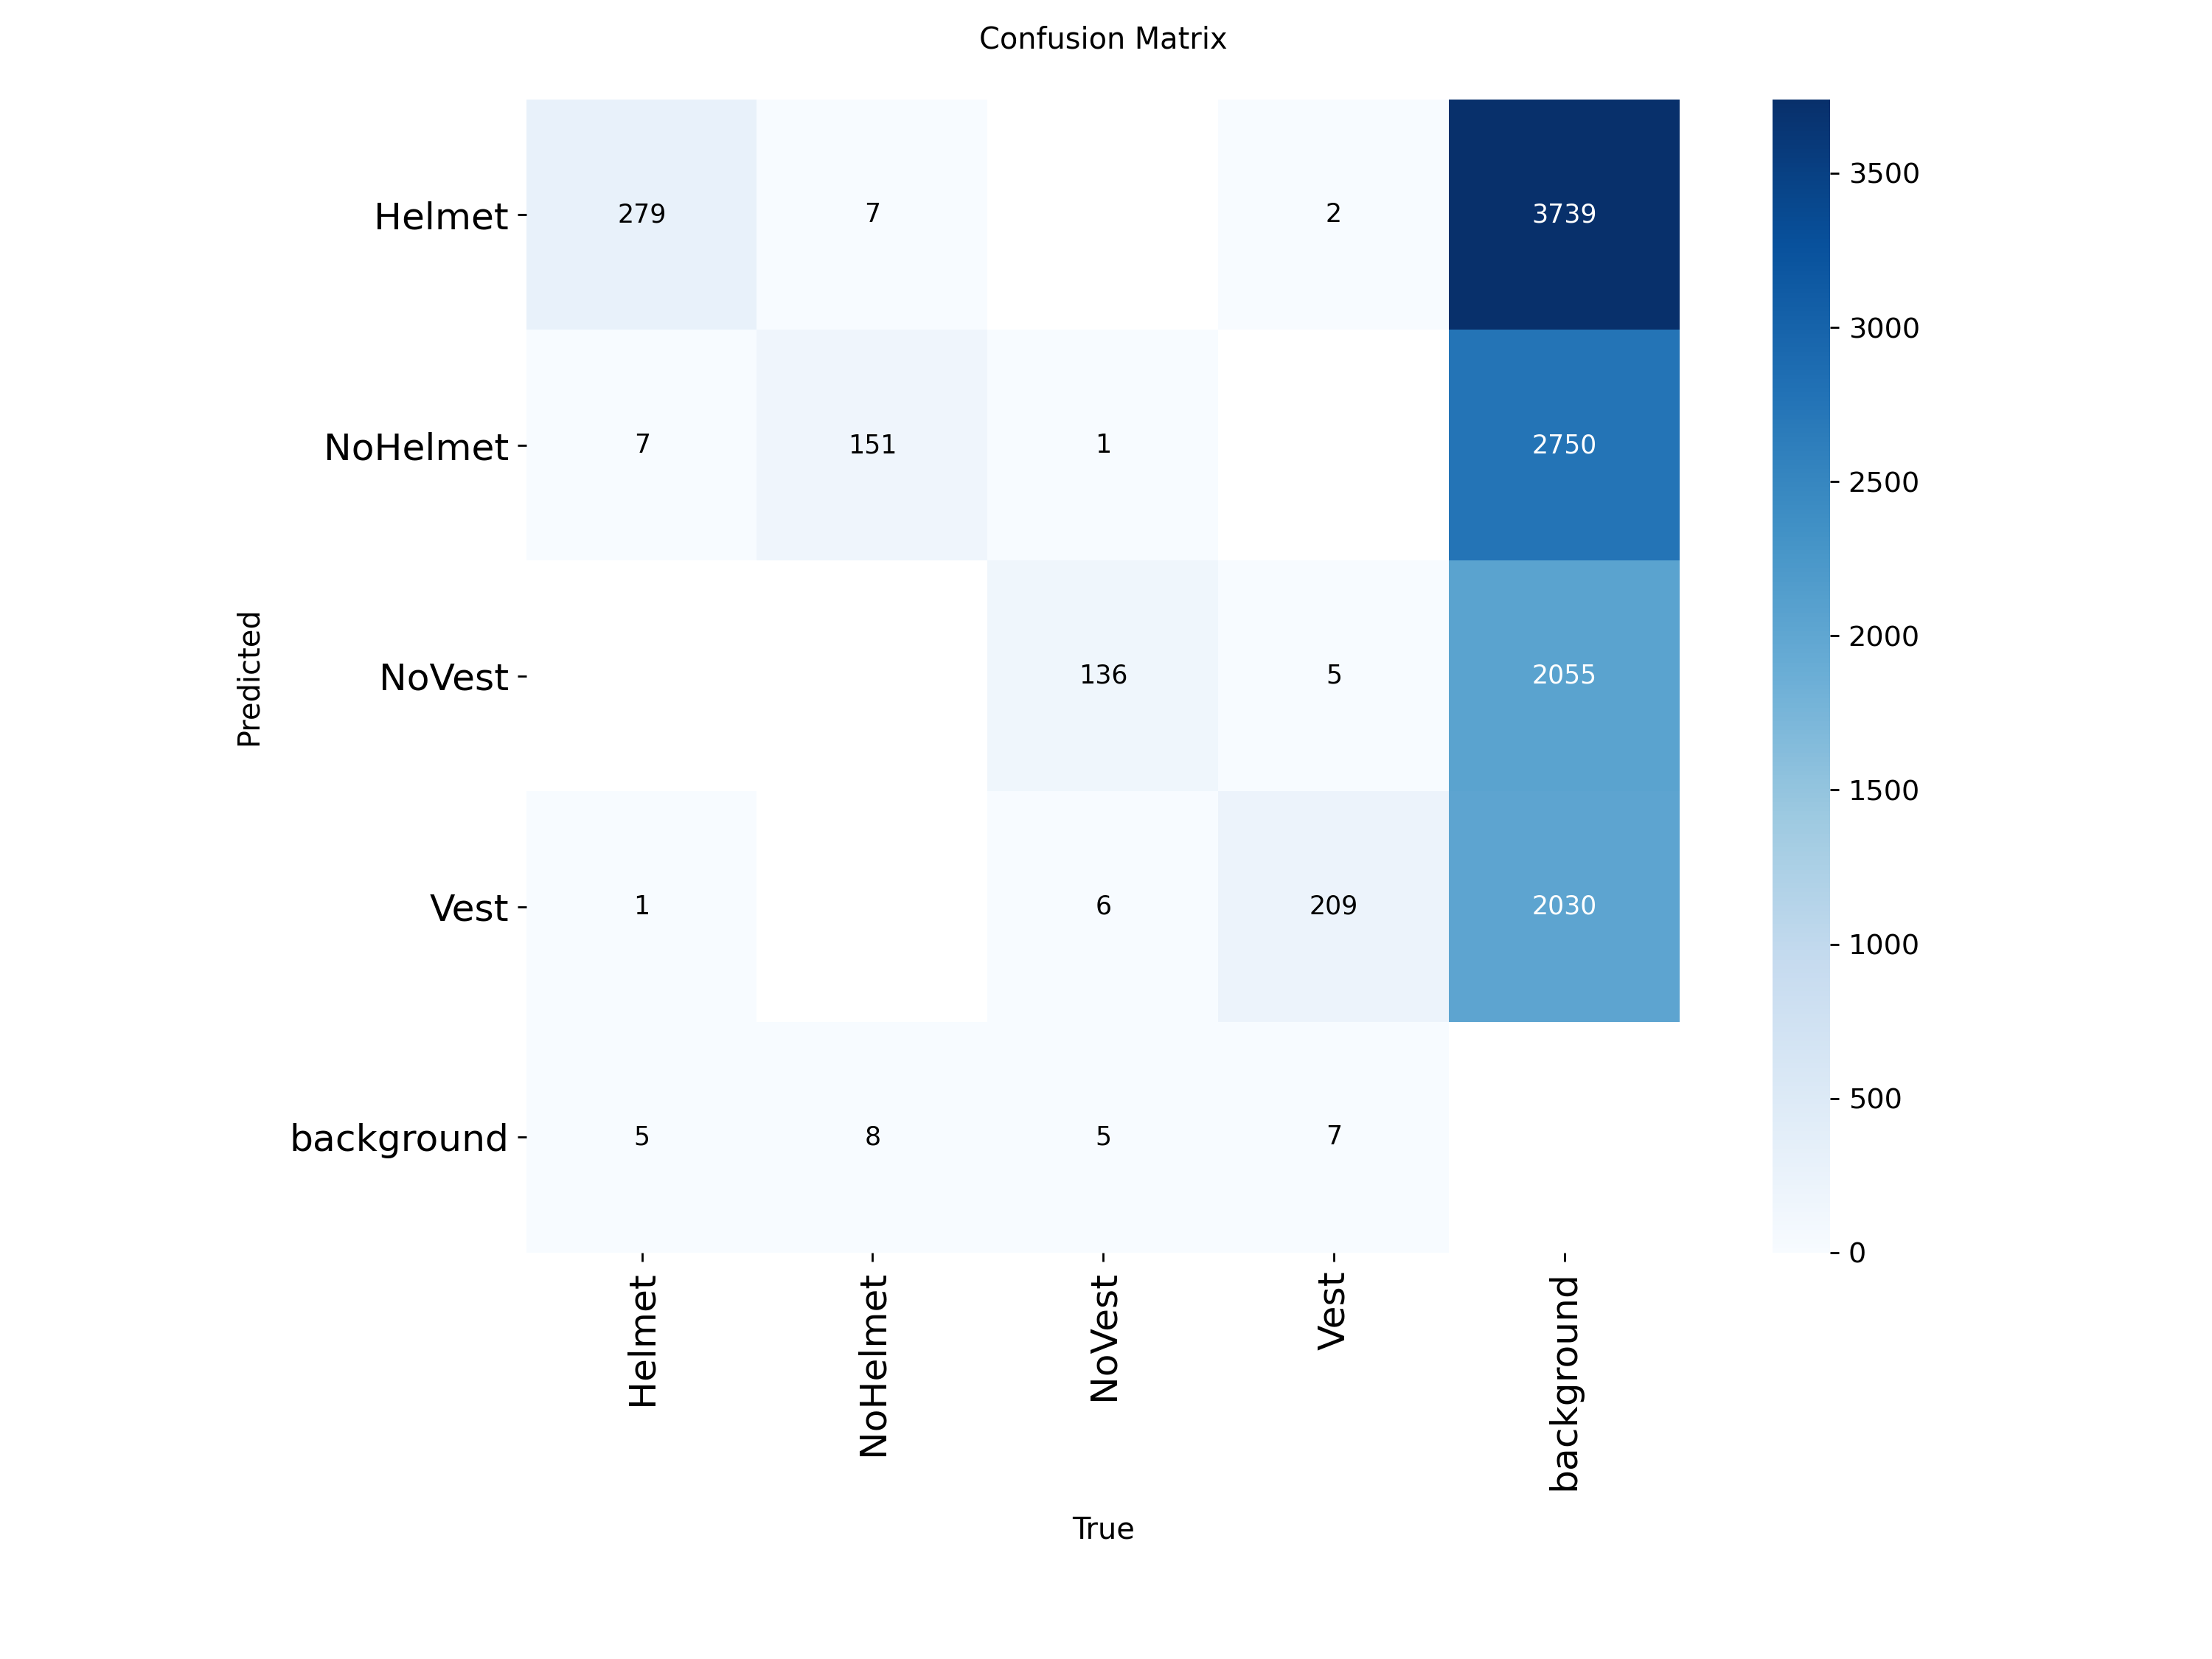 Confusion Matrix
Helmet 279 7 2 3739
NoHelmet 7 151 1 2750
NoVest 136 5 2055
Vest 1 6 209 2030
background 5 8 5 7
Predicted
Helmet NoHelmet NoVest Vest background
True
3500
3000
2500
2000
1500
1000
500
0